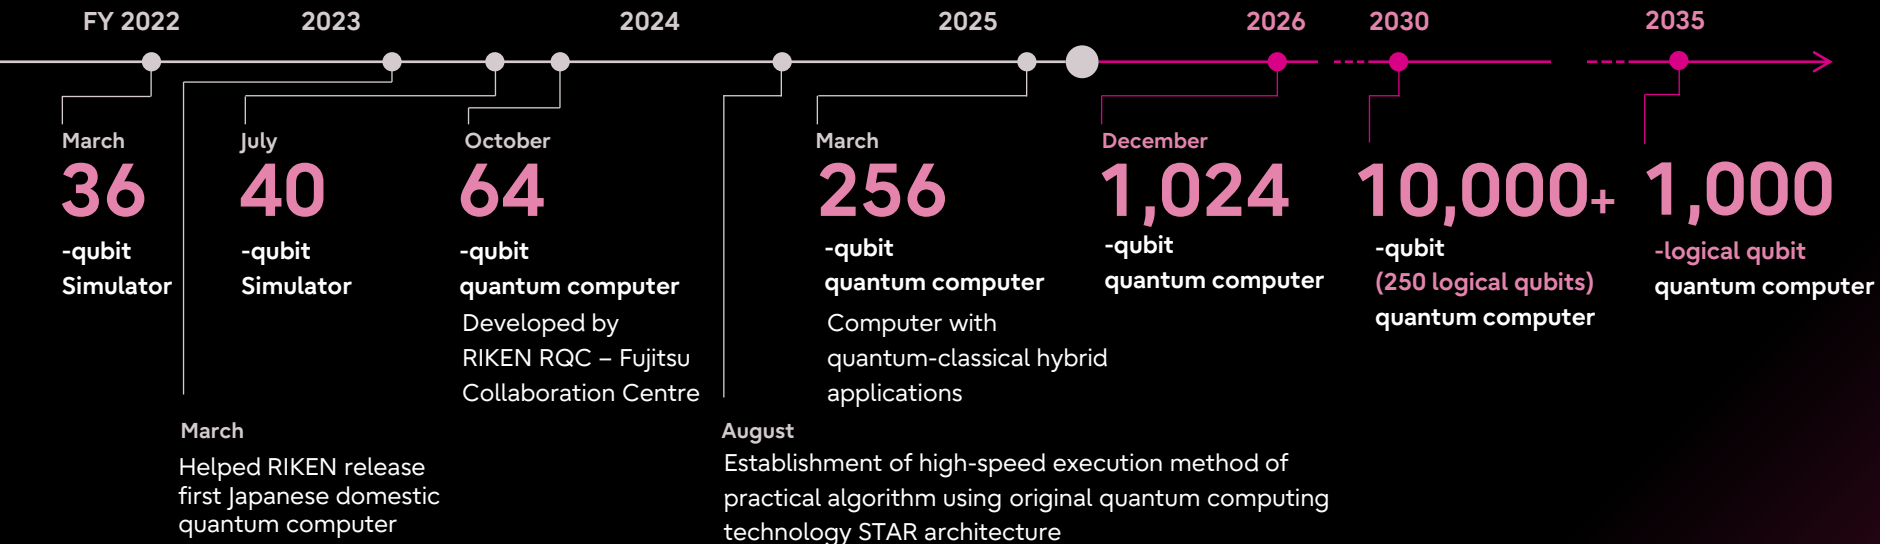 FY 2022
2023
2024
2025
2026
2030
2035
March
36
-qubit
Simulator
March
Helped RIKEN release
first Japanese domestic
quantum computer
July
40
-qubit
Simulator
October
64
-qubit
quantum computer
Developed by
RIKEN RQC – Fujitsu
Collaboration Centre
August
Establishment of high-speed execution method of
practical algorithm using original quantum computing
technology STAR architecture
March
256
-qubit
quantum computer
Computer with
quantum-classical hybrid
applications
December
1,024
-qubit
quantum computer
10,000+
-qubit
(250 logical qubits)
quantum computer
1,000
-logical qubit
quantum computer